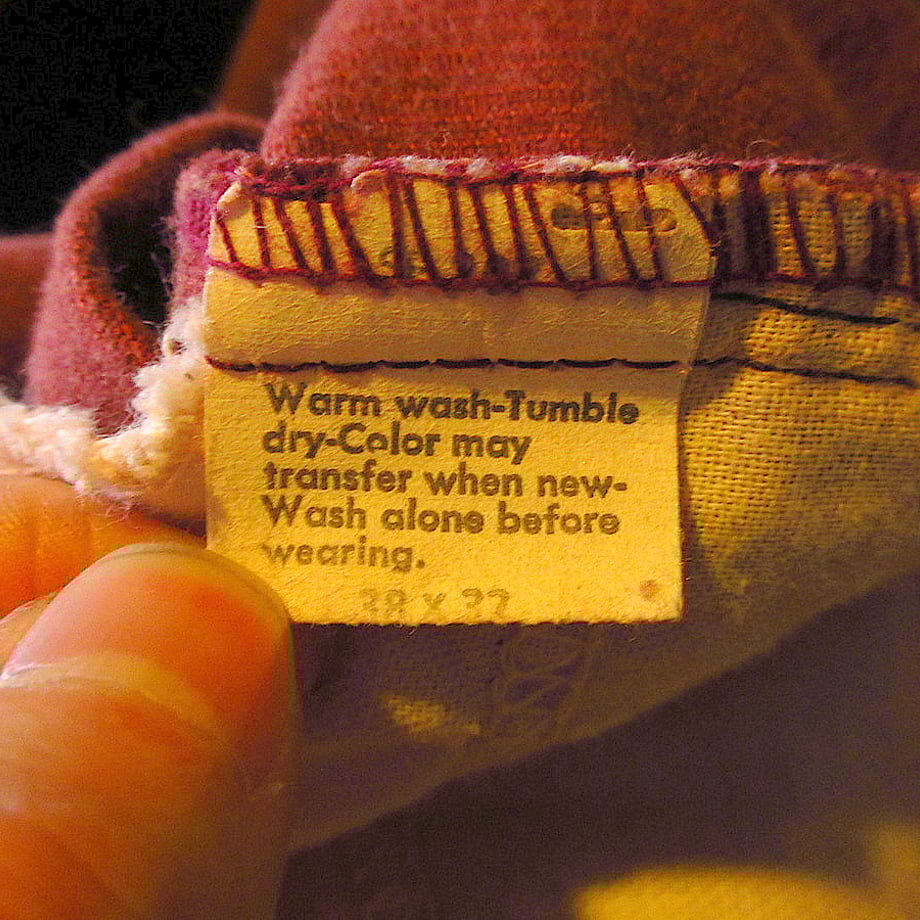 Warm wash-Tumble
dry-Color may
transfer when new-
Wash alone before
wearing.